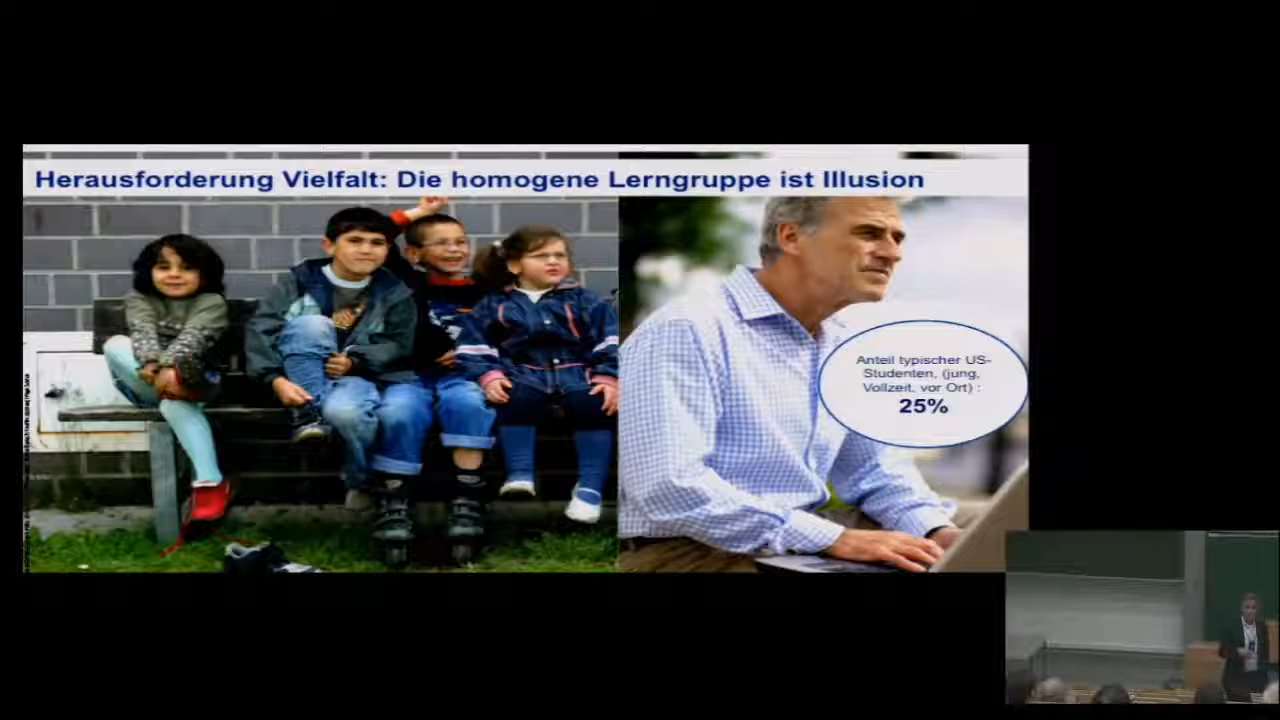 Herausforderung Vielfalt: Die homogene Lerngruppe ist Illusion
Anteil typischer US-
Studenten, (jung,
Vollzeit, vor Ort) :
25%